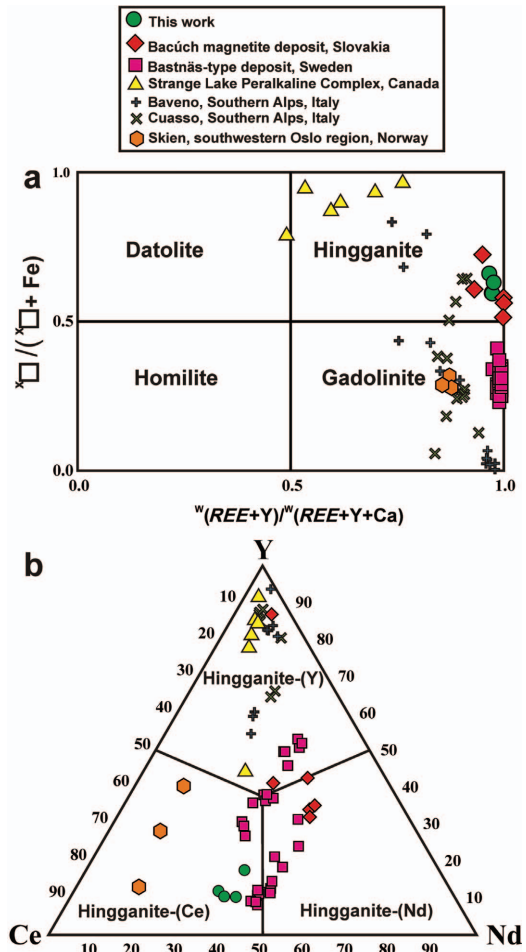 This work
Bacúch magnetite deposit, Slovakia
Bastnäs-type deposit, Sweden
Strange Lake Peralkaline Complex, Canada
Baveno, Southern Alps, Italy
Cuasso, Southern Alps, Italy
Skien, southwestern Oslo region, Norway
a
1.0
Datolite
Hingganite
0.5
Homilite
Gadolinite
0.0
0.5
1.0
ˣ□/(ˣ□+ Fe)
ʷ(REE+Y)/ʷ(REE+Y+Ca)
b
Y
10 90
20 80
30 70
Hingganite-(Y)
40 60
50 50
60 40
70 30
80 20
90 10
Hingganite-(Ce) Hingganite-(Nd)
Ce Nd
10 20 30 40 50 60 70 80 90